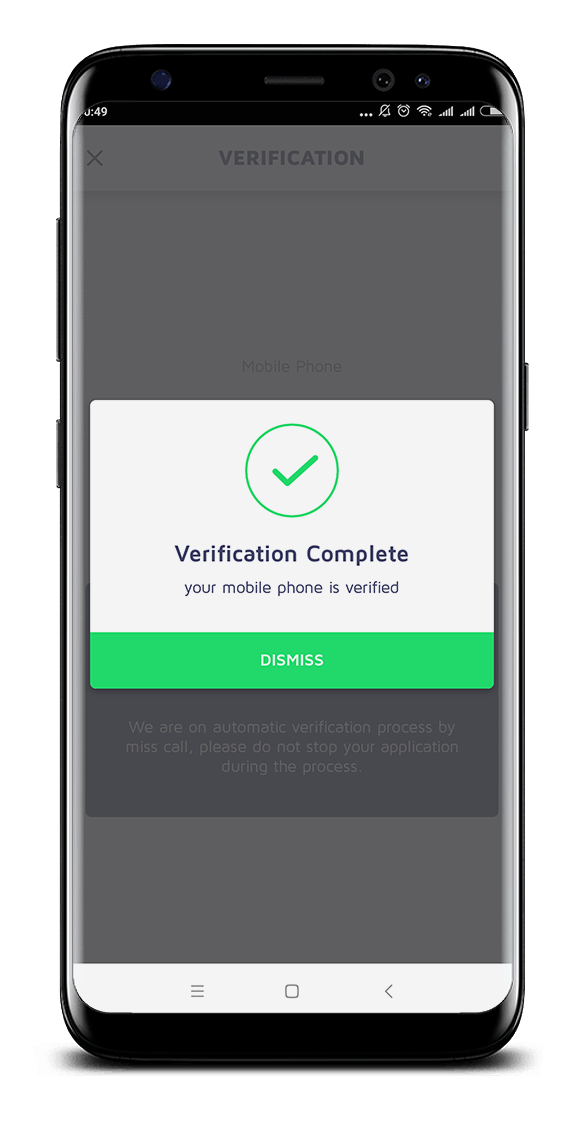 0:49
VERIFICATION
Mobile Phone
Verification Complete
your mobile phone is verified
DISMISS
We are on automatic verification process by
miss call, please do not stop your application
during the process.